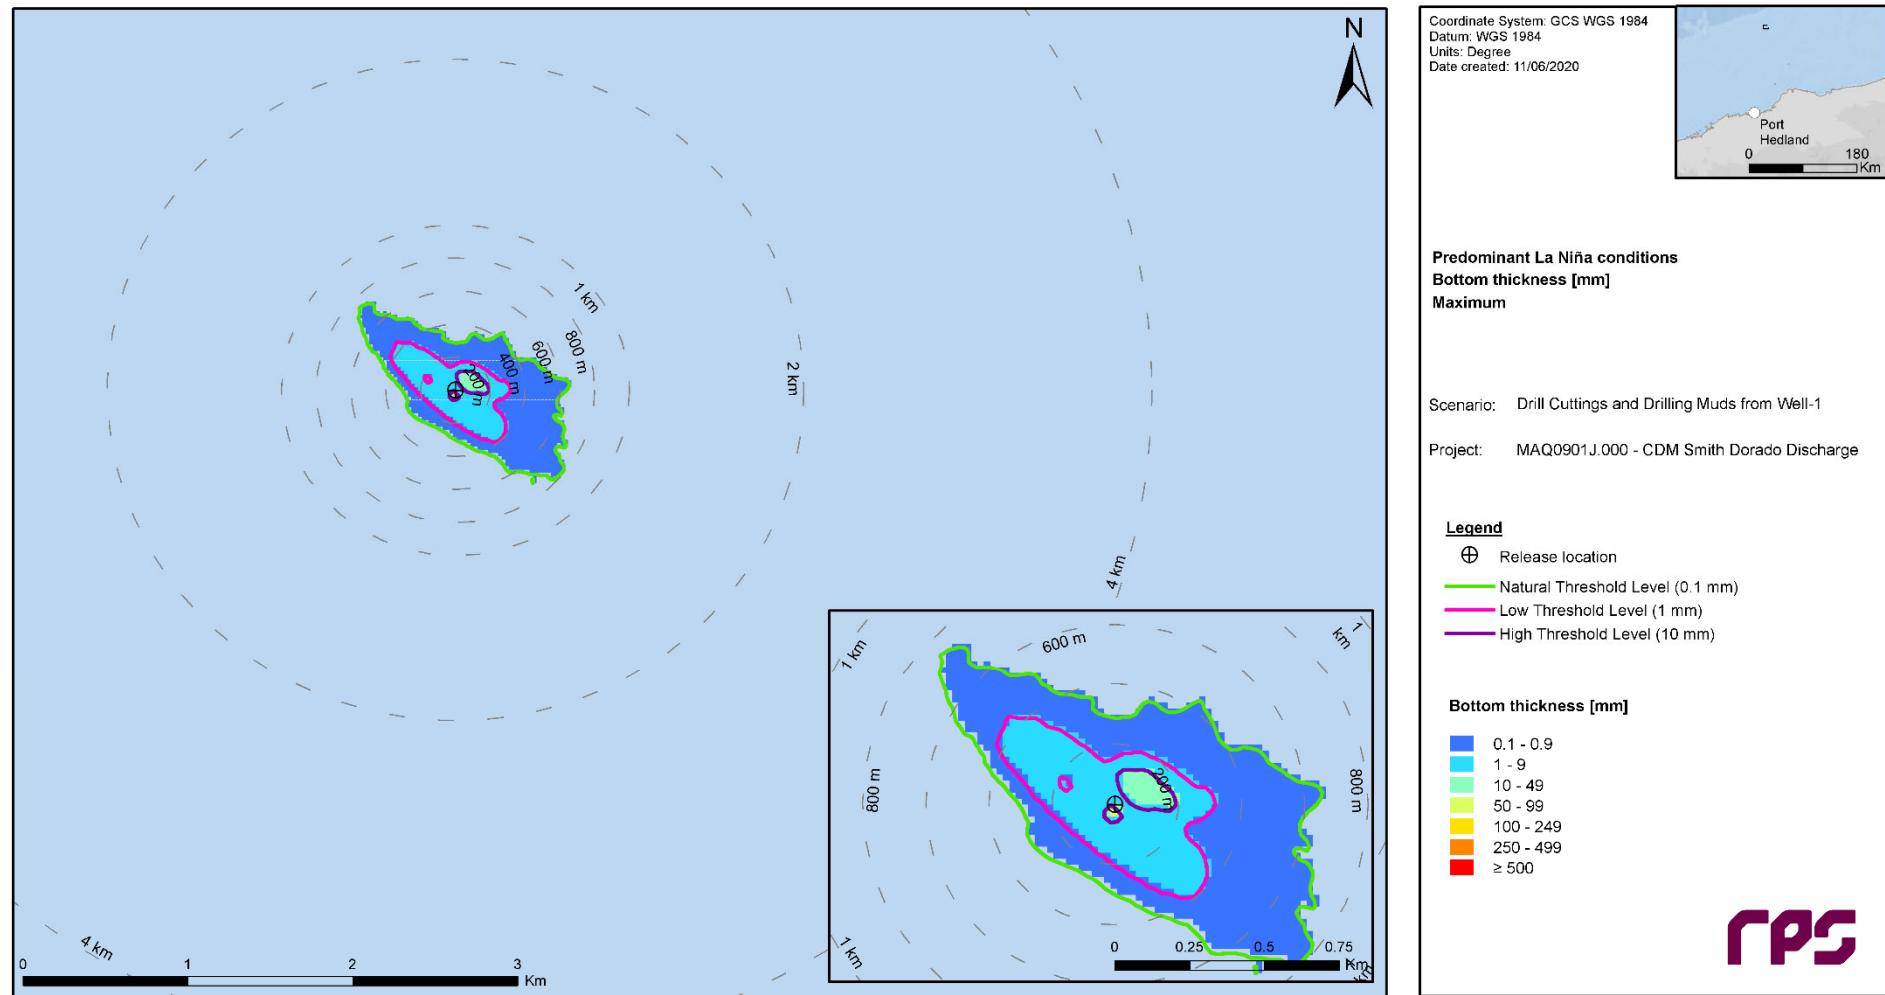 N
1 km
800 m
600 m
400 m
200 m
2 km
4 km
4 km
0 1 2 3
Km
1 km
600 m
1 km
800 m
200 m
800 m
1 km
1 km
0 0.25 0.5 0.75
Km
Coordinate System: GCS WGS 1984
Datum: WGS 1984
Units: Degree
Date created: 11/06/2020
Port
Hedland
0 180
Km
Predominant La Niña conditions
Bottom thickness [mm]
Maximum
Scenario: Drill Cuttings and Drilling Muds from Well-1
Project: MAQ0901J.000 - CDM Smith Dorado Discharge
Legend
Release location
Natural Threshold Level (0.1 mm)
Low Threshold Level (1 mm)
High Threshold Level (10 mm)
Bottom thickness [mm]
0.1 - 0.9
1 - 9
10 - 49
50 - 99
100 - 249
250 - 499
≥ 500
rps